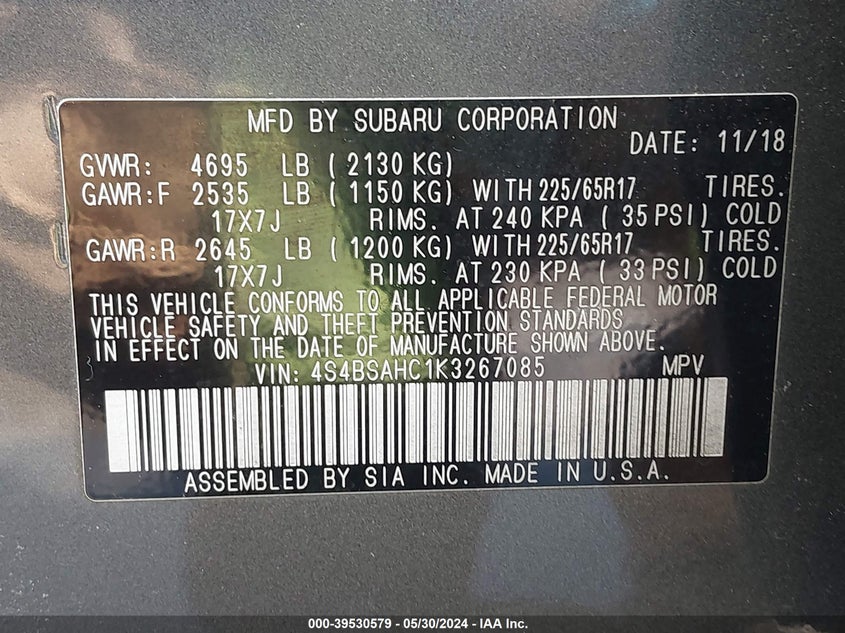 MFD BY SUBARU CORPORATION
DATE: 11/18
GVWR: 4695 LB ( 2130 KG)
GAWR:F 2535 LB ( 1150 KG) WITH 225/65R17 TIRES.
17X7J RIMS. AT 240 KPA ( 35 PSI) COLD
GAWR:R 2645 LB ( 1200 KG) WITH 225/65R17 TIRES.
17X7J RIMS. AT 230 KPA ( 33 PSI) COLD
THIS VEHICLE CONFORMS TO ALL APPLICABLE FEDERAL MOTOR
VEHICLE SAFETY AND THEFT PREVENTION STANDARDS
IN EFFECT ON THE DATE OF MANUFACTURE SHOWN ABOVE.
VIN: 4S4BSAHC1K3267085 MPV
ASSEMBLED BY SIA INC. MADE IN U.S.A.
000-39530579 — 05/30/2024 — IAA Inc.